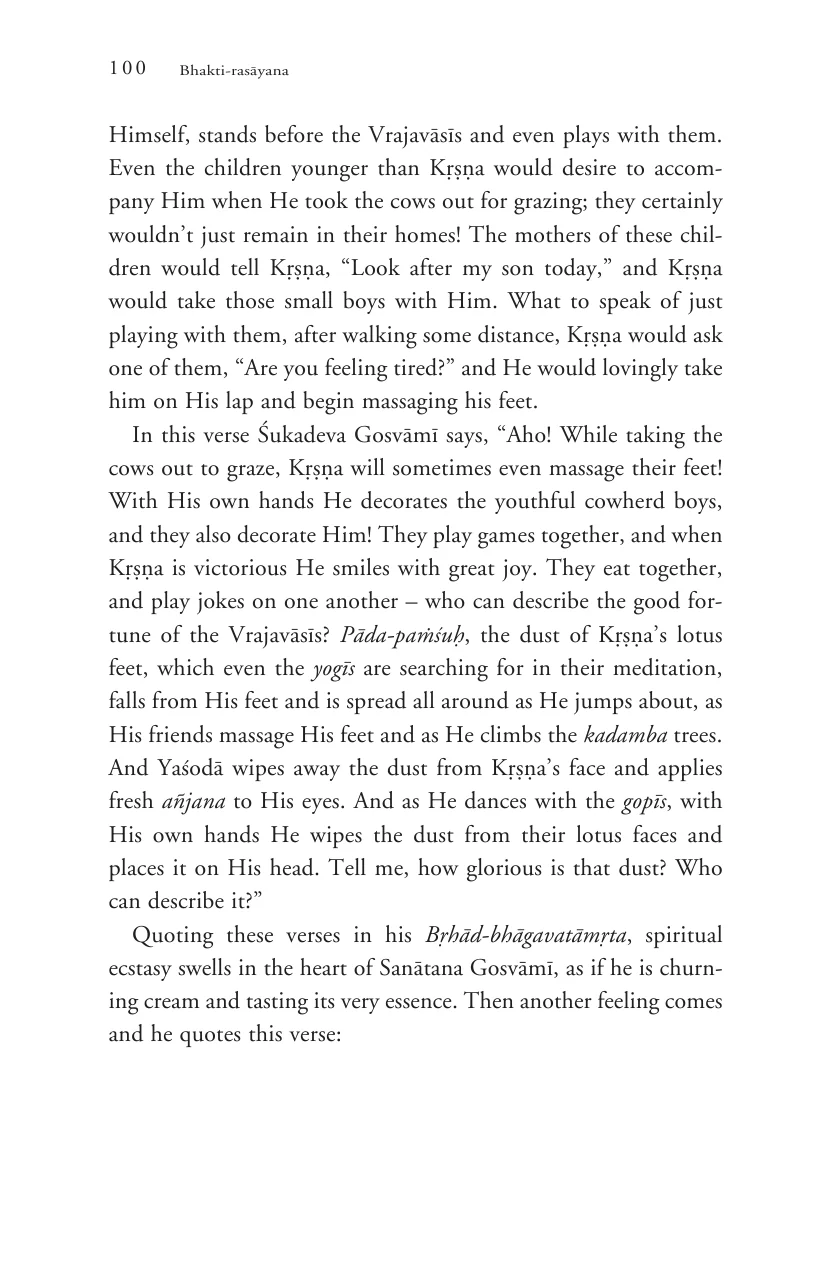 100 Bhakti-rasāyana
Himself, stands before the Vrajavāsīs and even plays with them.
Even the children younger than Kṛṣṇa would desire to accom-
pany Him when He took the cows out for grazing; they certainly
wouldn’t just remain in their homes! The mothers of these chil-
dren would tell Kṛṣṇa, “Look after my son today,” and Kṛṣṇa
would take those small boys with Him. What to speak of just
playing with them, after walking some distance, Kṛṣṇa would ask
one of them, “Are you feeling tired?” and He would lovingly take
him on His lap and begin massaging his feet.
In this verse Śukadeva Gosvāmī says, “Aho! While taking the
cows out to graze, Kṛṣṇa will sometimes even massage their feet!
With His own hands He decorates the youthful cowherd boys,
and they also decorate Him! They play games together, and when
Kṛṣṇa is victorious He smiles with great joy. They eat together,
and play jokes on one another – who can describe the good for-
tune of the Vrajavāsīs? Pāda-paṁśuḥ, the dust of Kṛṣṇa’s lotus
feet, which even the yogīs are searching for in their meditation,
falls from His feet and is spread all around as He jumps about, as
His friends massage His feet and as He climbs the kadamba trees.
And Yaśodā wipes away the dust from Kṛṣṇa’s face and applies
fresh añjana to His eyes. And as He dances with the gopīs, with
His own hands He wipes the dust from their lotus faces and
places it on His head. Tell me, how glorious is that dust? Who
can describe it?”
Quoting these verses in his Bṛhād-bhāgavatāmṛta, spiritual
ecstasy swells in the heart of Sanātana Gosvāmī, as if he is churn-
ing cream and tasting its very essence. Then another feeling comes
and he quotes this verse: